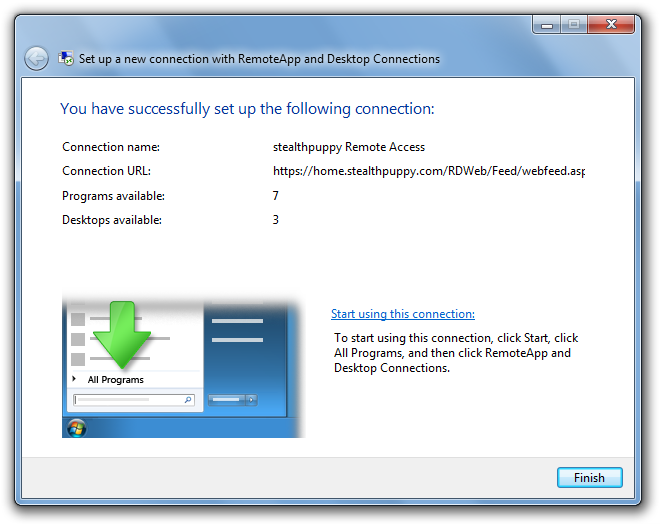 Set up a new connection with RemoteApp and Desktop Connections
You have successfully set up the following connection:
Connection name: stealthpuppy Remote Access
Connection URL: https://home.stealthpuppy.com/RDWeb/Feed/webfeed.asp
Programs available: 7
Desktops available: 3
Start using this connection:
To start using this connection, click Start, click
All Programs, and then click RemoteApp and
Desktop Connections.
All Programs
Finish